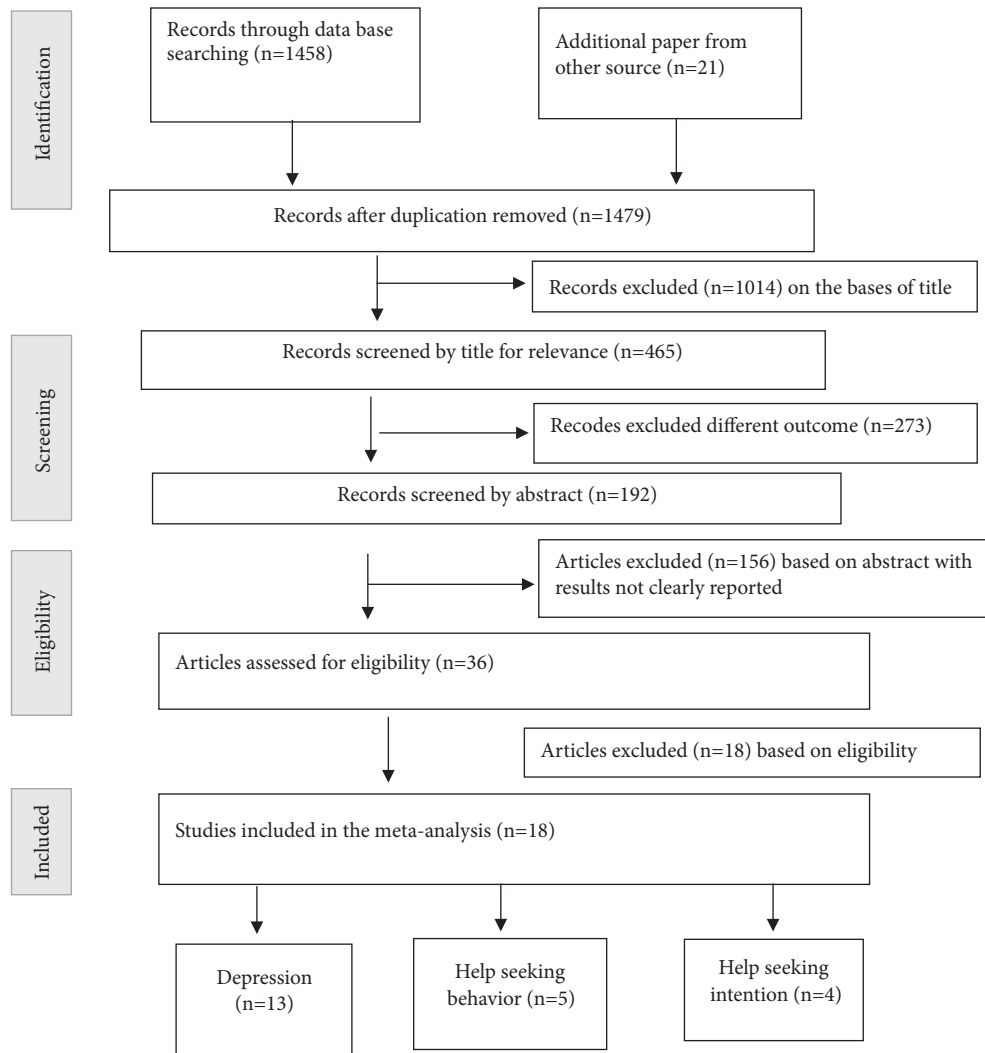 Identification
Records through data base
searching (n=1458)
Additional paper from
other source (n=21)
Records after duplication removed (n=1479)
Records excluded (n=1014) on the bases of title
Screening
Records screened by title for relevance (n=465)
Recodes excluded different outcome (n=273)
Records screened by abstract (n=192)
Eligibility
Articles excluded (n=156) based on abstract with
results not clearly reported
Articles assessed for eligibility (n=36)
Articles excluded (n=18) based on eligibility
Included
Studies included in the meta-analysis (n=18)
Depression
(n=13)
Help seeking
behavior (n=5)
Help seeking
intention (n=4)